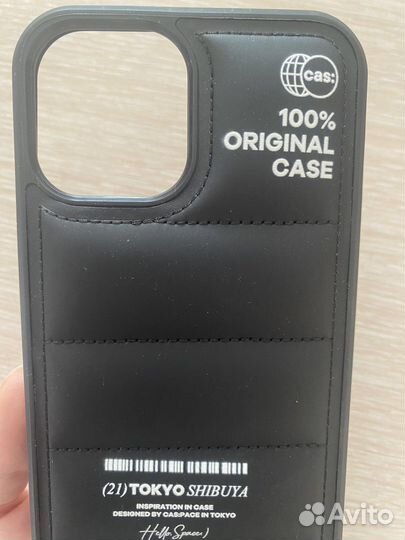 cas:
100%
ORIGINAL
CASE
(21) TOKYO SHIBUYA
INSPIRATION IN CASE
DESIGNED BY CAS:PACE IN TOKYO
Hello Space:)
Avito